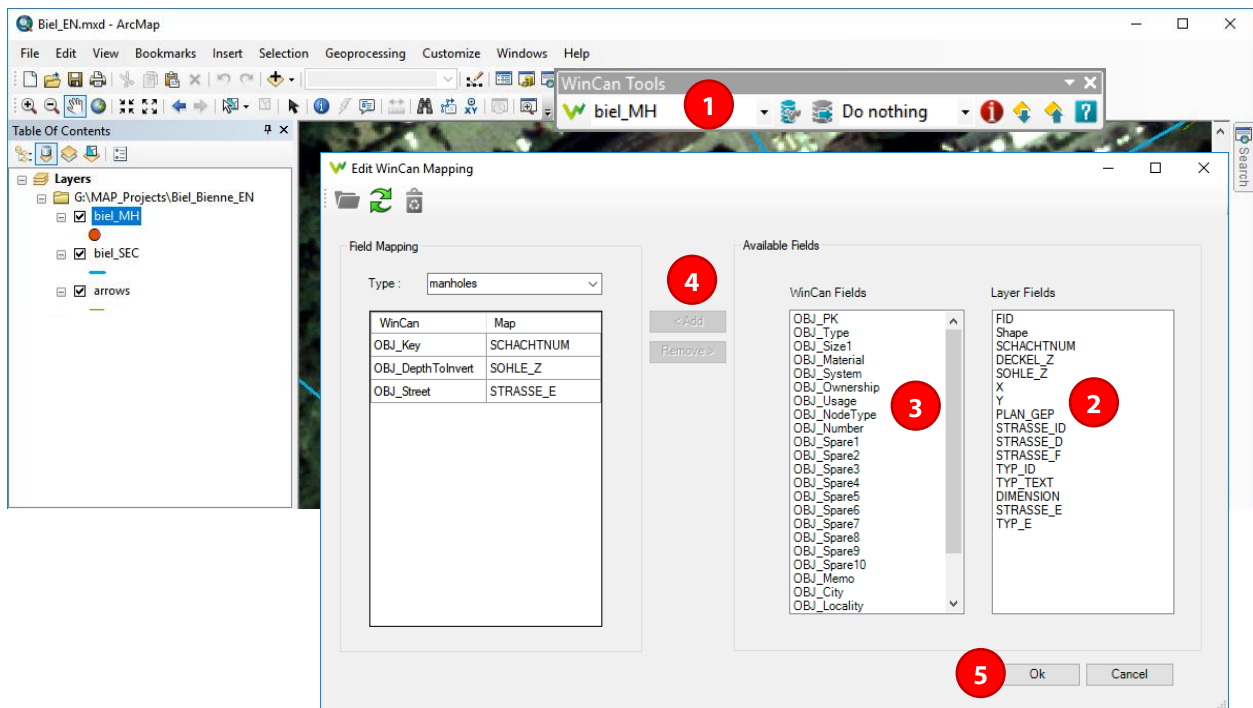 Biel_EN.mxd - ArcMap
File Edit View Bookmarks Insert Selection Geoprocessing Customize Windows Help
WinCan Tools
biel_MH
1
Do nothing
Table Of Contents
Layers
G:\MAP_Projects\Biel_Bienne_EN
biel_MH
biel_SEC
arrows
Search
Edit WinCan Mapping
Field Mapping
Type :
manholes
WinCan Map
OBJ_Key SCHACHTNUM
OBJ_DepthToInvert SOHLE_Z
OBJ_Street STRASSE_E
4
< Add
Remove >
Available Fields
WinCan Fields
OBJ_PK
OBJ_Type
OBJ_Size1
OBJ_Material
OBJ_System
OBJ_Ownership
OBJ_Usage
OBJ_NodeType
OBJ_Number
OBJ_Spare1
OBJ_Spare2
OBJ_Spare3
OBJ_Spare4
OBJ_Spare5
OBJ_Spare6
OBJ_Spare7
OBJ_Spare8
OBJ_Spare9
OBJ_Spare10
OBJ_Memo
OBJ_City
OBJ_Locality
3
Layer Fields
FID
Shape
SCHACHTNUM
DECKEL_Z
SOHLE_Z
X
Y
PLAN_GEP
STRASSE_ID
STRASSE_D
STRASSE_F
TYP_ID
TYP_TEXT
DIMENSION
STRASSE_E
TYP_E
2
5
Ok
Cancel